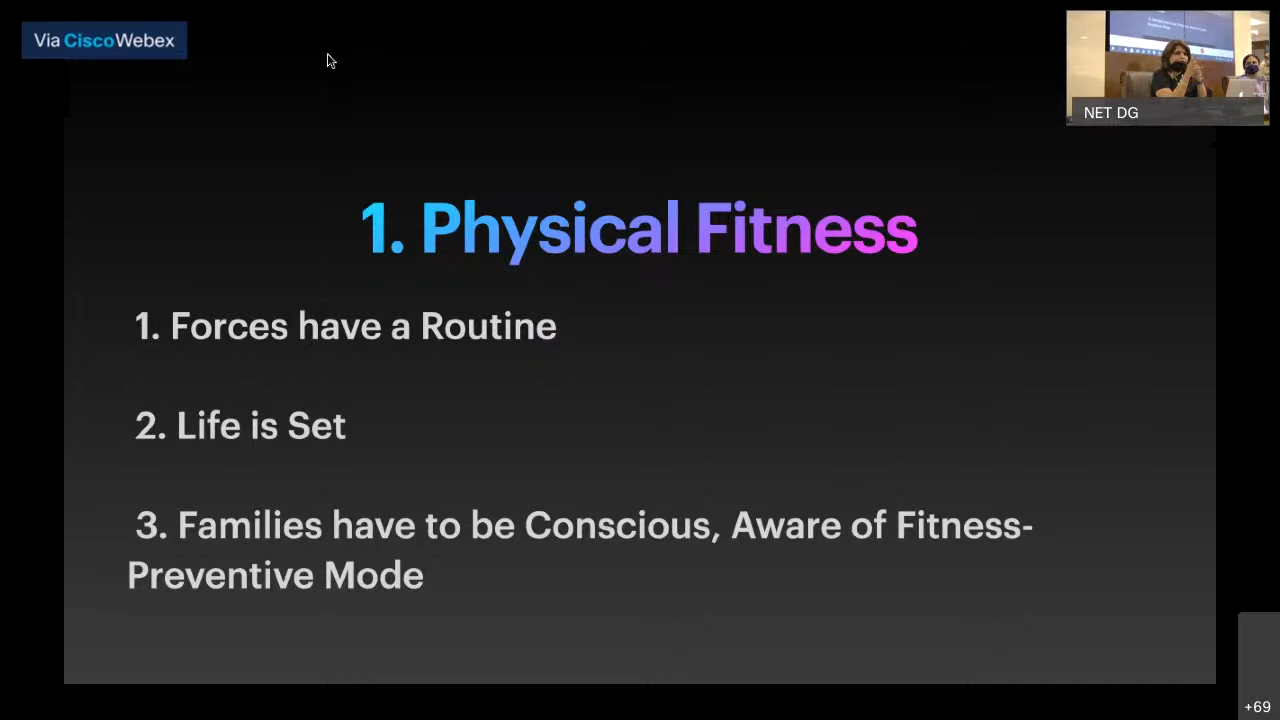 Via CiscoWebex
NET DG
1. Physical Fitness
1. Forces have a Routine
2. Life is Set
3. Families have to be Conscious, Aware of Fitness-
Preventive Mode
+69